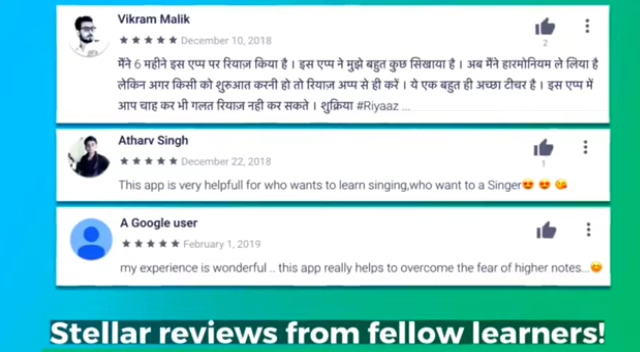 Vikram Malik
★★★★★ December 10, 2018
2
मैंने 6 महीने इस एप्प पर रियाज़ किया है । इस एप्प ने मुझे बहुत कुछ सिखाया है । अब मैंने हारमोनियम ले लिया है
लेकिन अगर किसी को शुरुआत करनी हो तो रियाज़ अप्प से ही करें । ये एक बहुत ही अच्छा टीचर है । इस एप्प में
आप चाह कर भी गलत रियाज़ नही कर सकते । शुक्रिया #Riyaaz ...
Atharv Singh
★★★★★ December 22, 2018
1
This app is very helpfull for who wants to learn singing,who want to a Singer😍 😍 😘
A Google user
★★★★★ February 1, 2019
my experience is wonderful .. this app really helps to overcome the fear of higher notes...😊
Stellar reviews from fellow learners!